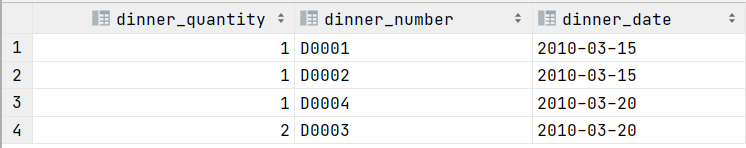 dinner_quantity dinner_number dinner_date
1 1 D0001 2010-03-15
2 1 D0002 2010-03-15
3 1 D0004 2010-03-20
4 2 D0003 2010-03-20